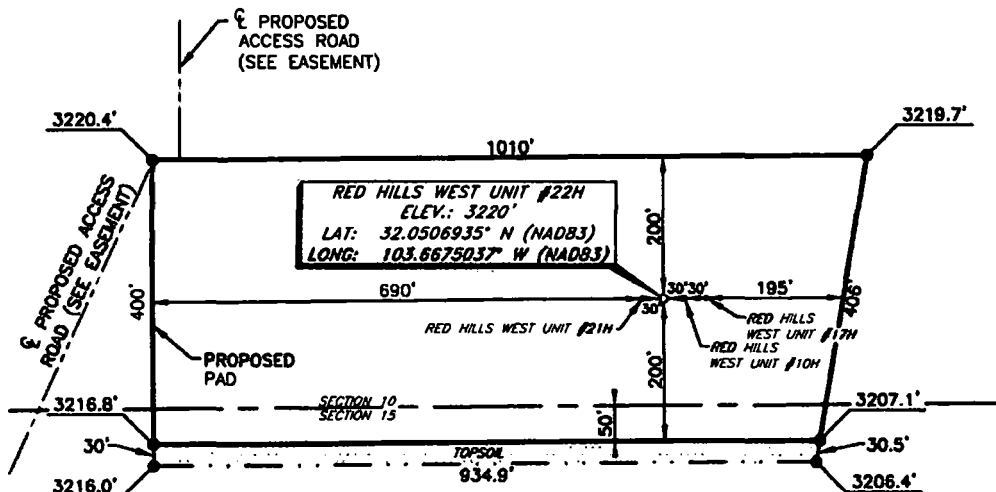 ℄ PROPOSED
ACCESS ROAD
(SEE EASEMENT)
3220.4'
3219.7'
1010'
RED HILLS WEST UNIT #22H
ELEV.: 3220'
LAT: 32.0506935° N (NAD83)
LONG: 103.6675037° W (NAD83)
200'
℄ PROPOSED ACCESS
ROAD (SEE EASEMENT)
400'
690'
30'
30'
30'
195'
406'
RED HILLS WEST UNIT #21H
RED HILLS
WEST UNIT #17H
RED HILLS
WEST UNIT #10H
PROPOSED
PAD
200'
3216.8'
SECTION 10
SECTION 15
50'
3207.1'
30'
TOPSOIL
30.5'
934.9'
3216.0'
3206.4'